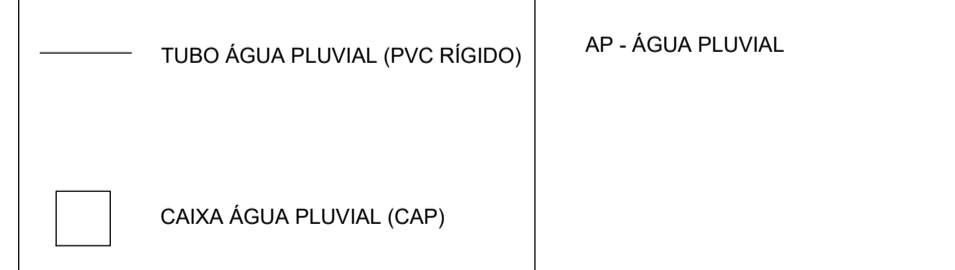 TUBO ÁGUA PLUVIAL (PVC RÍGIDO)
CAIXA ÁGUA PLUVIAL (CAP)
AP - ÁGUA PLUVIAL